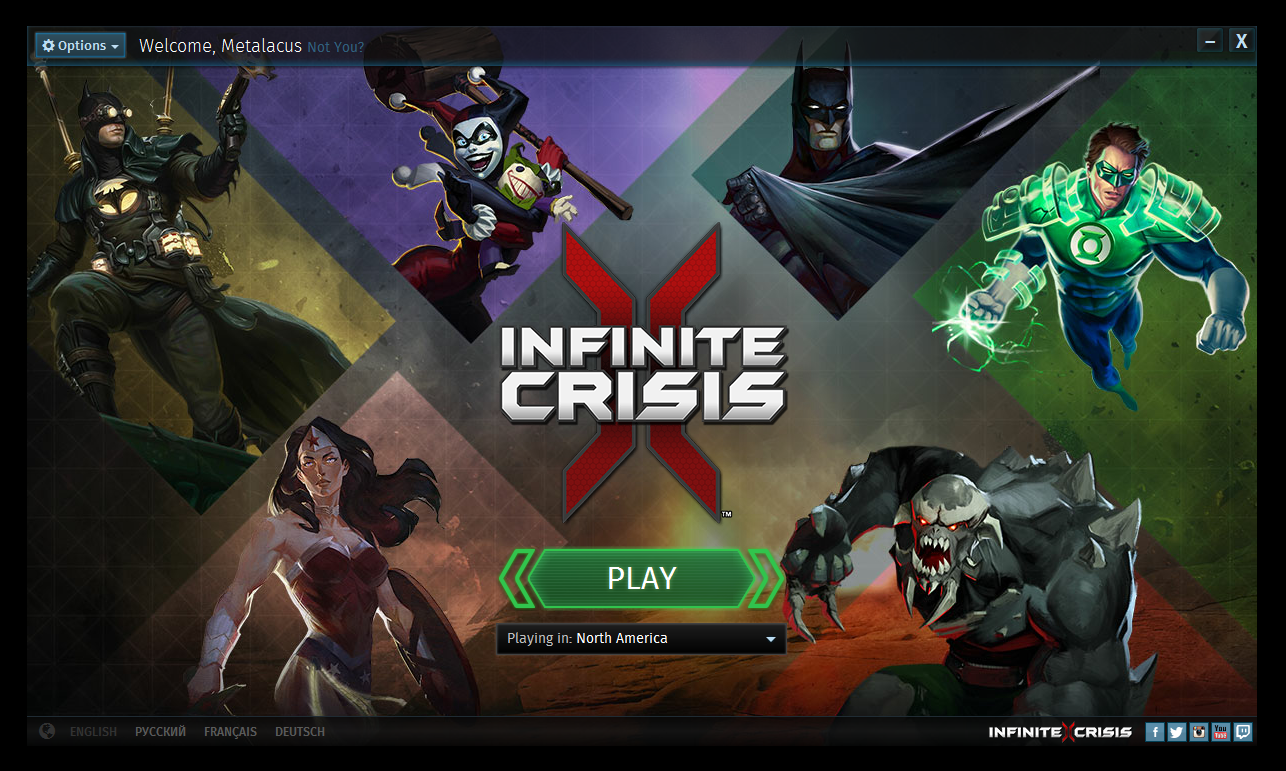 Options
Welcome, Metalacus Not You?
X
INFINITE
CRISIS
TM
PLAY
Playing in: North America
ENGLISH РУССКИЙ FRANÇAIS DEUTSCH
INFINITE CRISIS
f
You
Tube